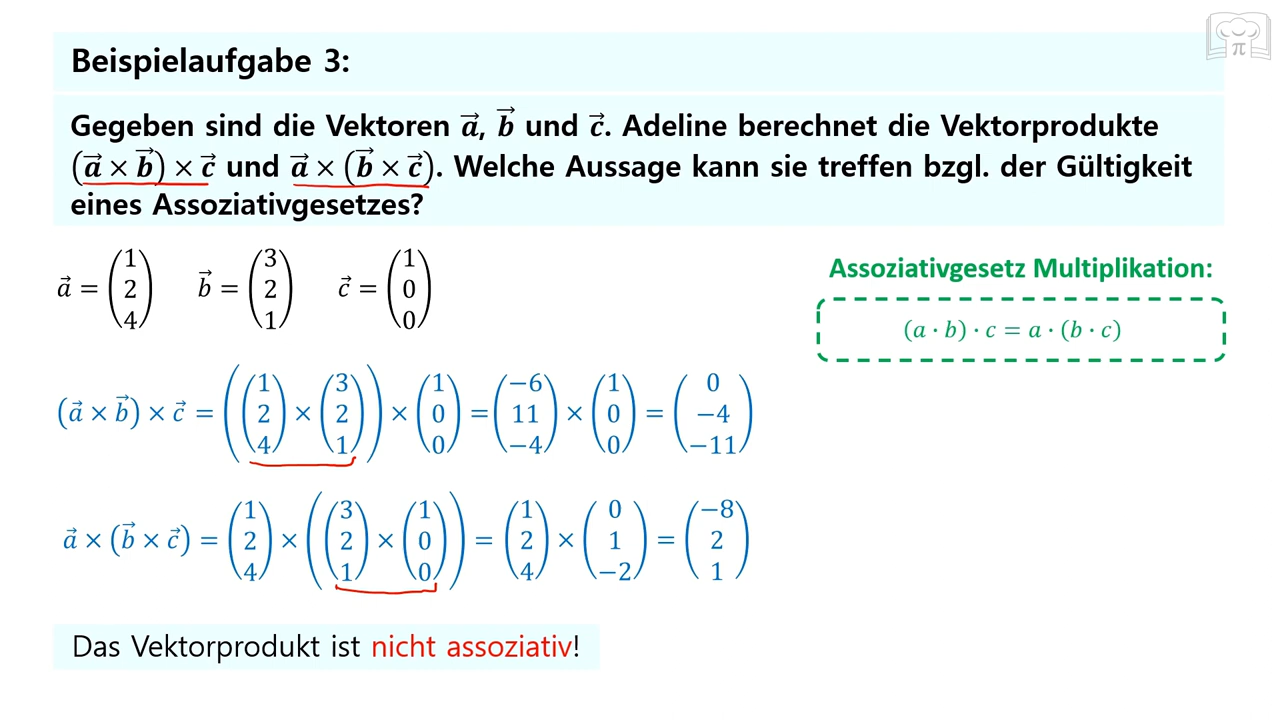 π
Beispielaufgabe 3:
Gegeben sind die Vektoren a⃗, b⃗ und c⃗. Adeline berechnet die Vektorprodukte
(a⃗ × b⃗) × c⃗ und a⃗ × (b⃗ × c⃗). Welche Aussage kann sie treffen bzgl. der Gültigkeit
eines Assoziativgesetzes?
a⃗ = (1 2 4) b⃗ = (3 2 1) c⃗ = (1 0 0)
Assoziativgesetz Multiplikation:
(a · b) · c = a · (b · c)
(a⃗ × b⃗) × c⃗ = ((1 2 4) × (3 2 1)) × (1 0 0) = (−6 11 −4) × (1 0 0) = (0 −4 −11)
a⃗ × (b⃗ × c⃗) = (1 2 4) × ((3 2 1) × (1 0 0)) = (1 2 4) × (0 1 −2) = (−8 2 1)
Das Vektorprodukt ist nicht assoziativ!